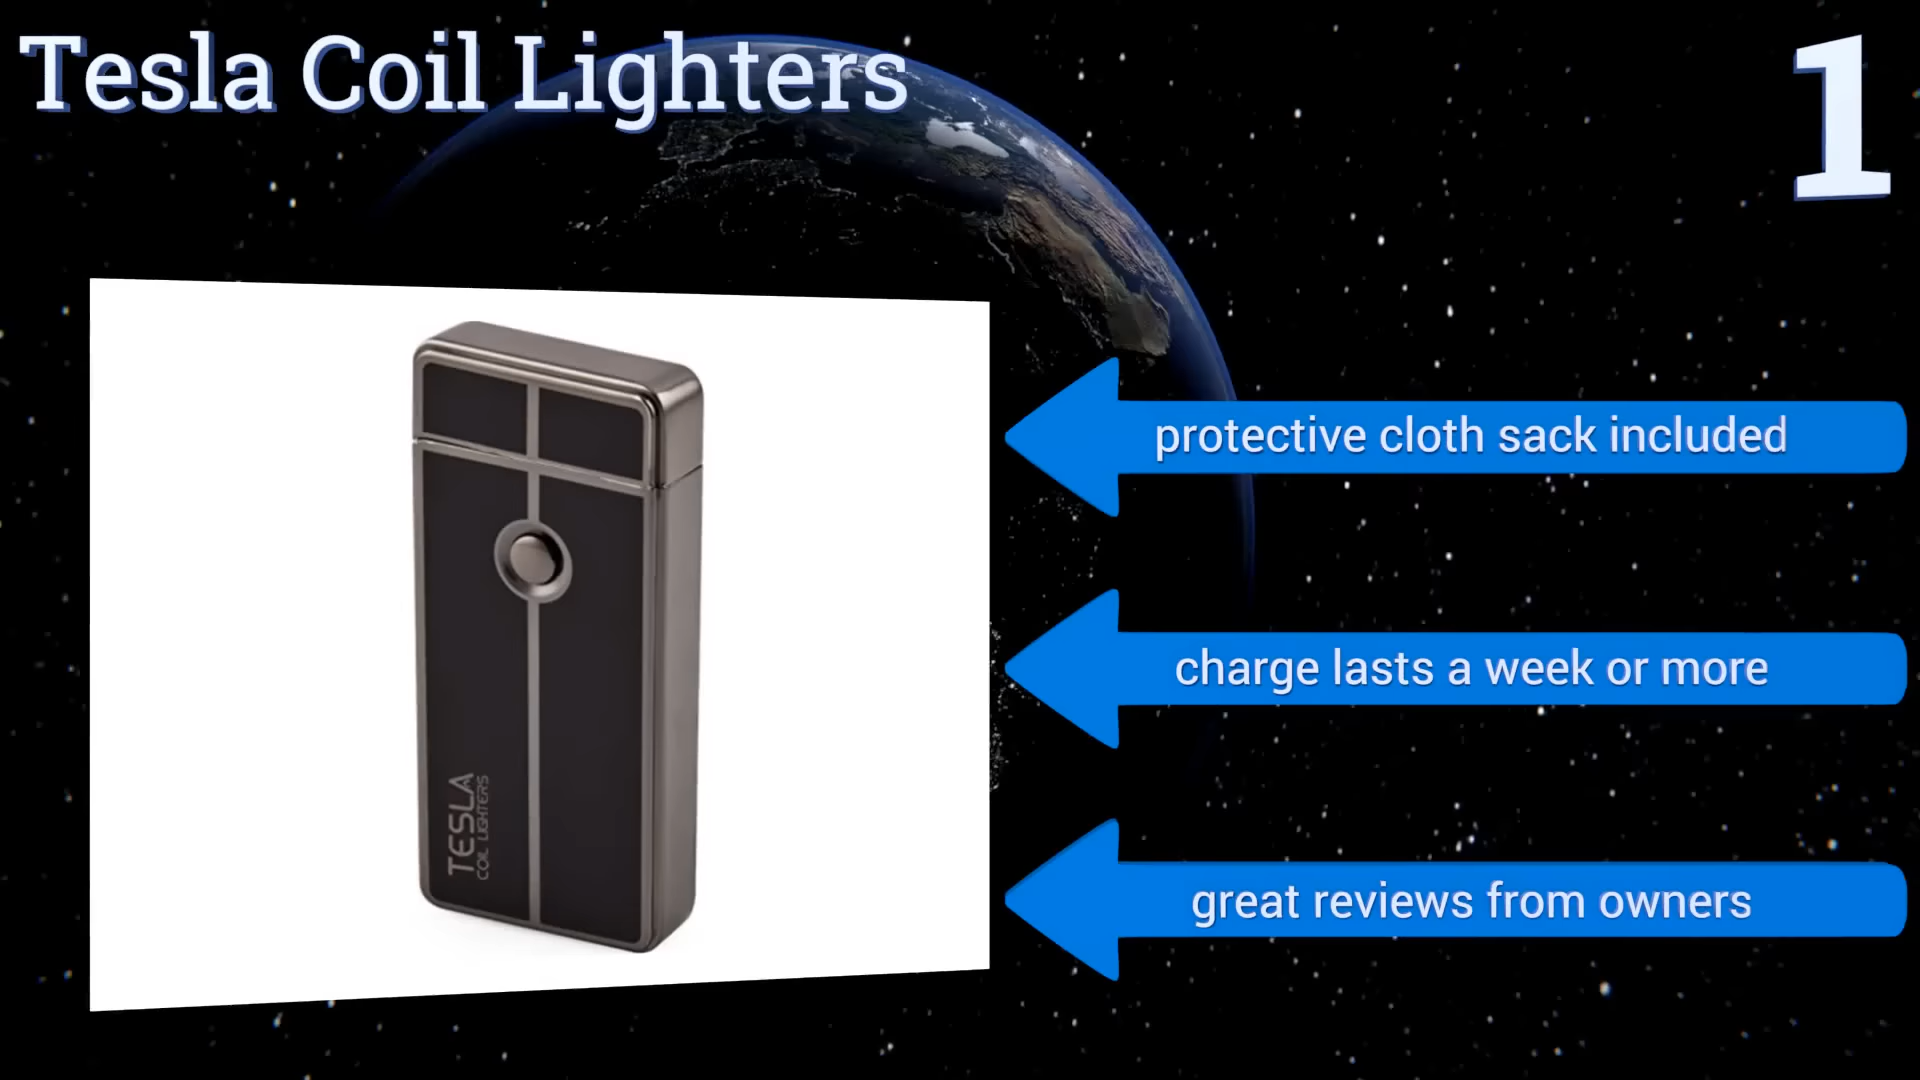 Tesla Coil Lighters
1
protective cloth sack included
charge lasts a week or more
great reviews from owners
TESLA
COIL LIGHTERS